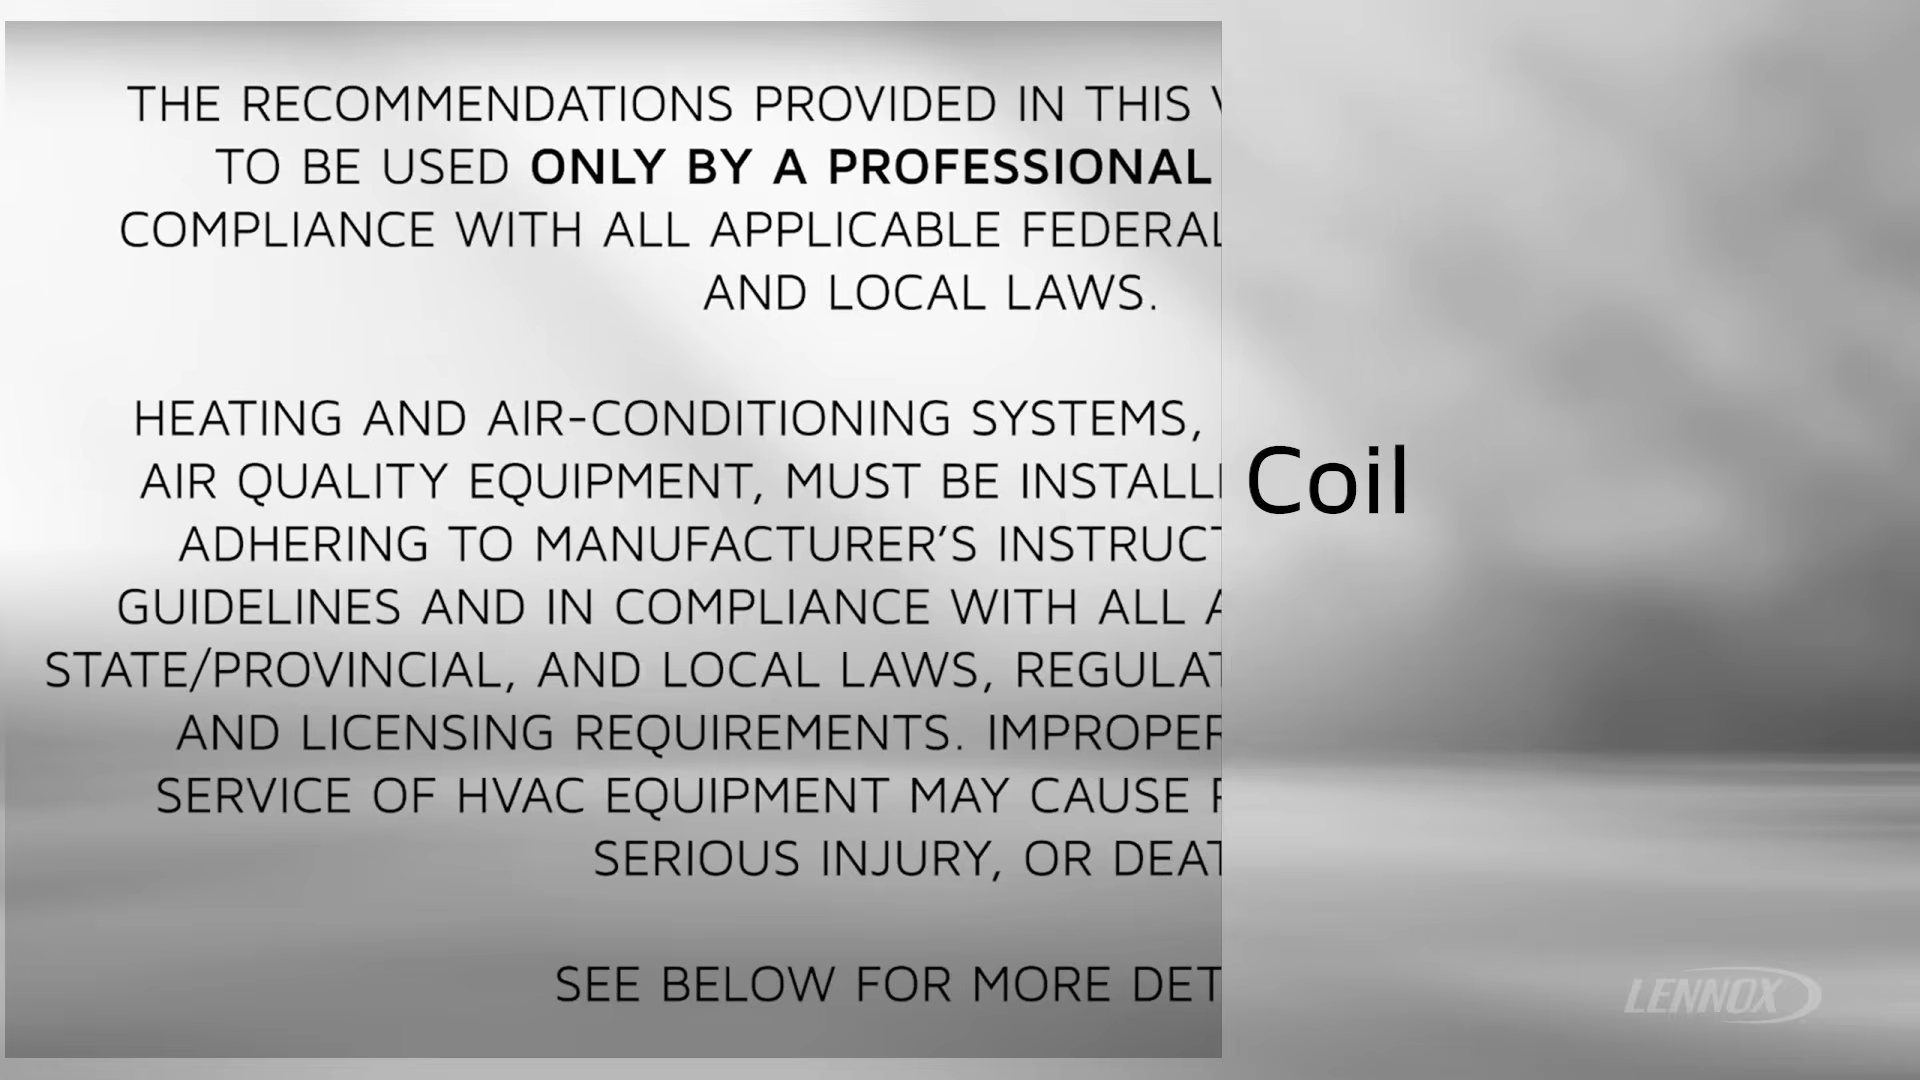 THE RECOMMENDATIONS PROVIDED IN THIS
TO BE USED ONLY BY A PROFESSIONAL
COMPLIANCE WITH ALL APPLICABLE FEDERAL
AND LOCAL LAWS.
HEATING AND AIR-CONDITIONING SYSTEMS,
AIR QUALITY EQUIPMENT, MUST BE
ADHERING TO MANUFACTURER’S
GUIDELINES AND IN COMPLIANCE WITH ALL
STATE/PROVINCIAL, AND LOCAL LAWS,
AND LICENSING REQUIREMENTS. IMPROPER
SERVICE OF HVAC EQUIPMENT MAY CAUSE
SERIOUS INJURY, OR
SEE BELOW FOR MORE
Coil
LENNOX